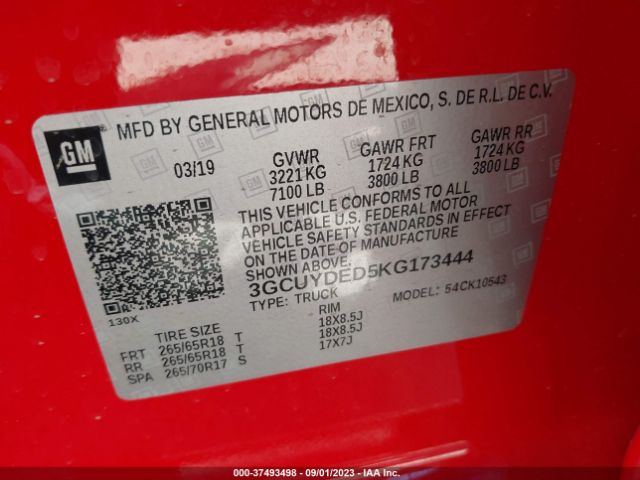 GM
MFD BY GENERAL MOTORS DE MEXICO, S. DE R.L. DE C.V.
03/19
GVWR GAWR FRT GAWR RR
3221 KG 1724 KG 1724 KG
7100 LB 3800 LB 3800 LB
THIS VEHICLE CONFORMS TO ALL
APPLICABLE U.S. FEDERAL MOTOR
VEHICLE SAFETY STANDARDS IN EFFECT
ON THE DATE OF MANUFACTURE
SHOWN ABOVE.
3GCUYDED5KG173444
TYPE: TRUCK MODEL: 54CK10543
130X
TIRE SIZE RIM
FRT 265/65R18 T 18X8.5J
RR 265/65R18 T 18X8.5J
SPA 265/70R17 S 17X7J
000-37493498 - 09/01/2023 - IAA Inc.